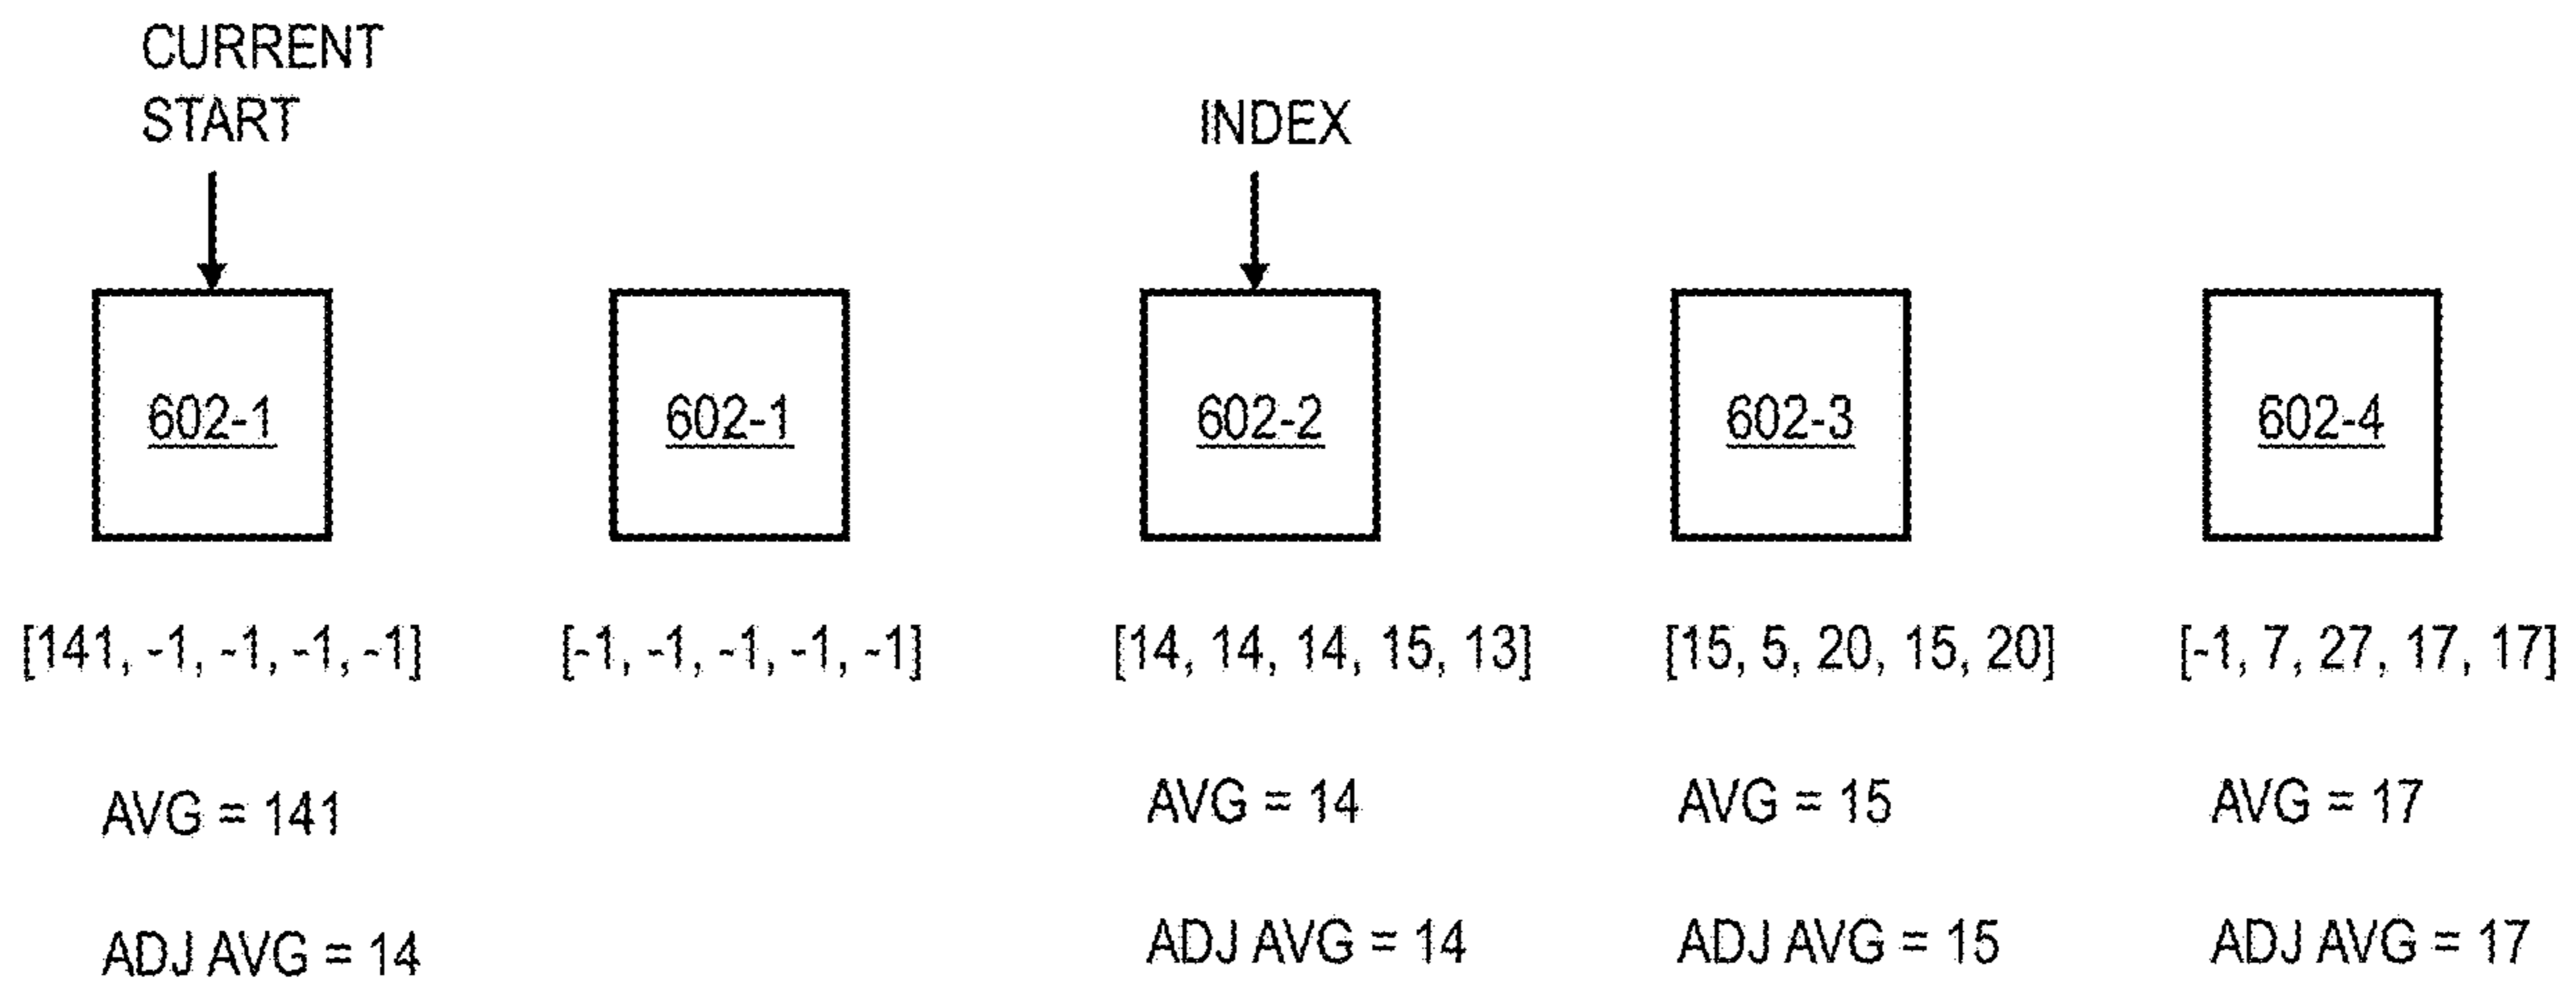 CURRENT
START
INDEX
602-1
602-1
602-2
602-3
602-4
[141, -1, -1, -1, -1]
[-1, -1, -1, -1, -1]
[14, 14, 14, 15, 13]
[15, 5, 20, 15, 20]
[-1, 7, 27, 17, 17]
AVG = 141
AVG = 14
AVG = 15
AVG = 17
ADJ AVG = 14
ADJ AVG = 14
ADJ AVG = 15
ADJ AVG = 17